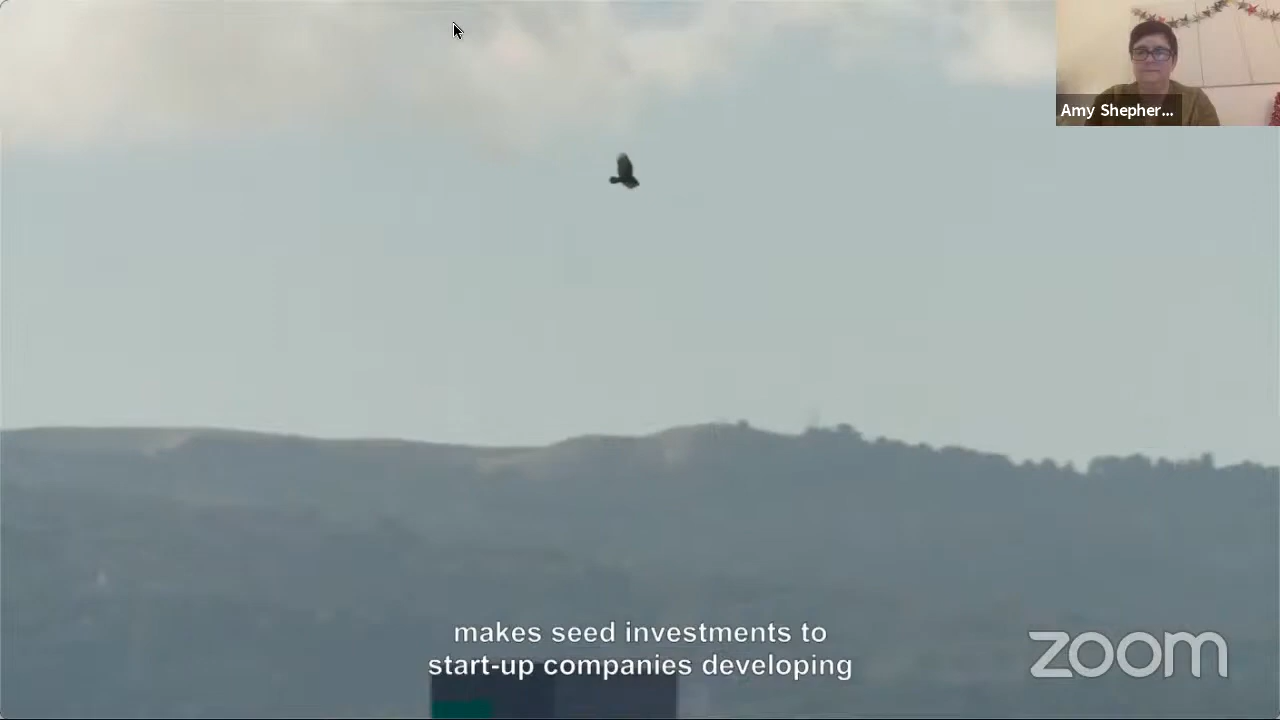 Amy Shepher...
makes seed investments to
start-up companies developing
zoom